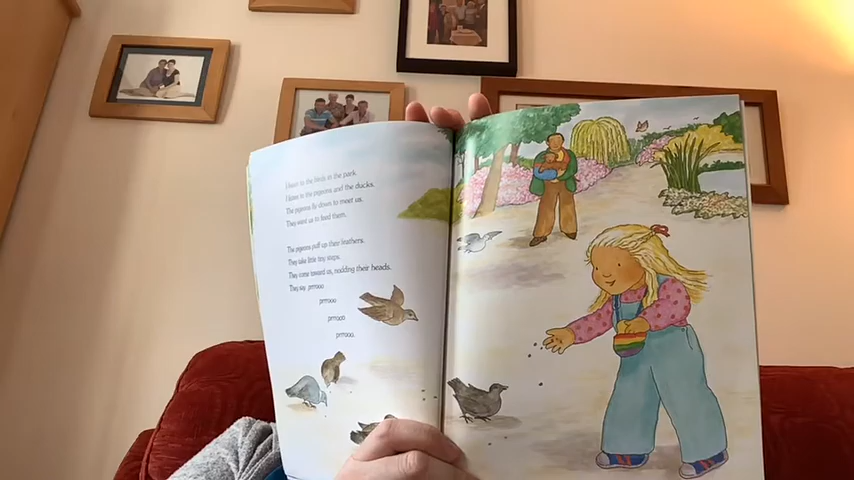 I listen to the birds in the park.
I listen to the pigeons and the ducks.
The pigeons fly down to meet us.
They want us to feed them.
The pigeons puff up their feathers.
They take little tiny steps.
They come toward us, nodding their heads.
They say prrrooo
prrrooo
prrrooo
prrrooo.